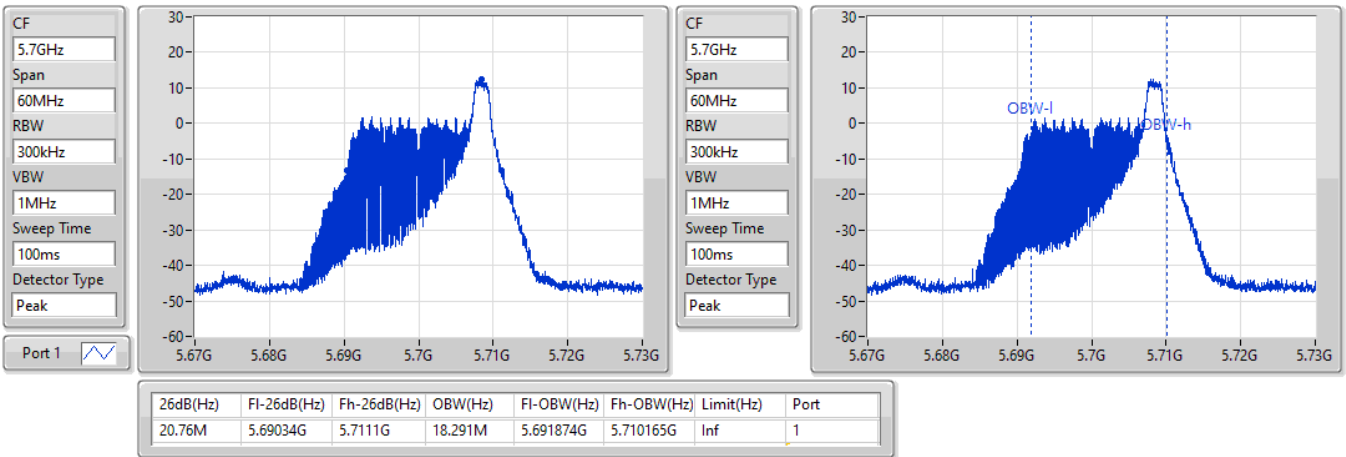 CF
5.7GHz
Span
60MHz
RBW
300kHz
VBW
1MHz
Sweep Time
100ms
Detector Type
Peak
Port 1
30
20
10
0
-10
-20
-30
-40
-50
-60
5.67G 5.68G 5.69G 5.7G 5.71G 5.72G 5.73G
CF
5.7GHz
Span
60MHz
RBW
300kHz
VBW
1MHz
Sweep Time
100ms
Detector Type
Peak
30
20
10
0
-10
-20
-30
-40
-50
-60
OBW-l
OBW-h
5.67G 5.68G 5.69G 5.7G 5.71G 5.72G 5.73G
26dB(Hz) Fl-26dB(Hz) Fh-26dB(Hz) OBW(Hz) Fl-OBW(Hz) Fh-OBW(Hz) Limit(Hz) Port
20.76M 5.69034G 5.7111G 18.291M 5.691874G 5.710165G Inf 1